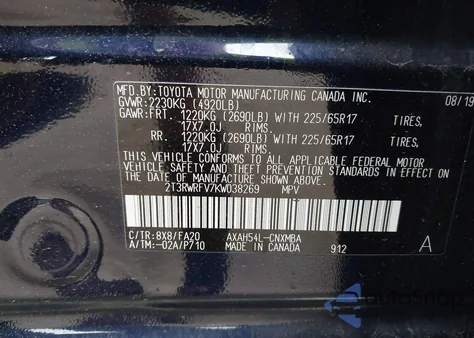 MFD.BY:TOYOTA MOTOR MANUFACTURING CANADA INC. 08/19
GVWR:2230KG (4920LB)
GAWR:FRT. 1220KG (2690LB) WITH 225/65R17 TIRES,
17X7.0J RIMS.
RR. 1220KG (2690LB) WITH 225/65R17 TIRES,
17X7.0J RIMS.
THIS VEHICLE CONFORMS TO ALL APPLICABLE FEDERAL MOTOR
VEHICLE SAFETY AND THEFT PREVENTION STANDARDS IN EFFECT
ON THE DATE OF MANUFACTURE SHOWN ABOVE.
2T3RWRFV7KW038269 MPV
C/TR:8X8/FA20 AXAH54L-CNXMBA
A/TM:-02A/P710 MADE IN CANADA 912 A
autoSnap